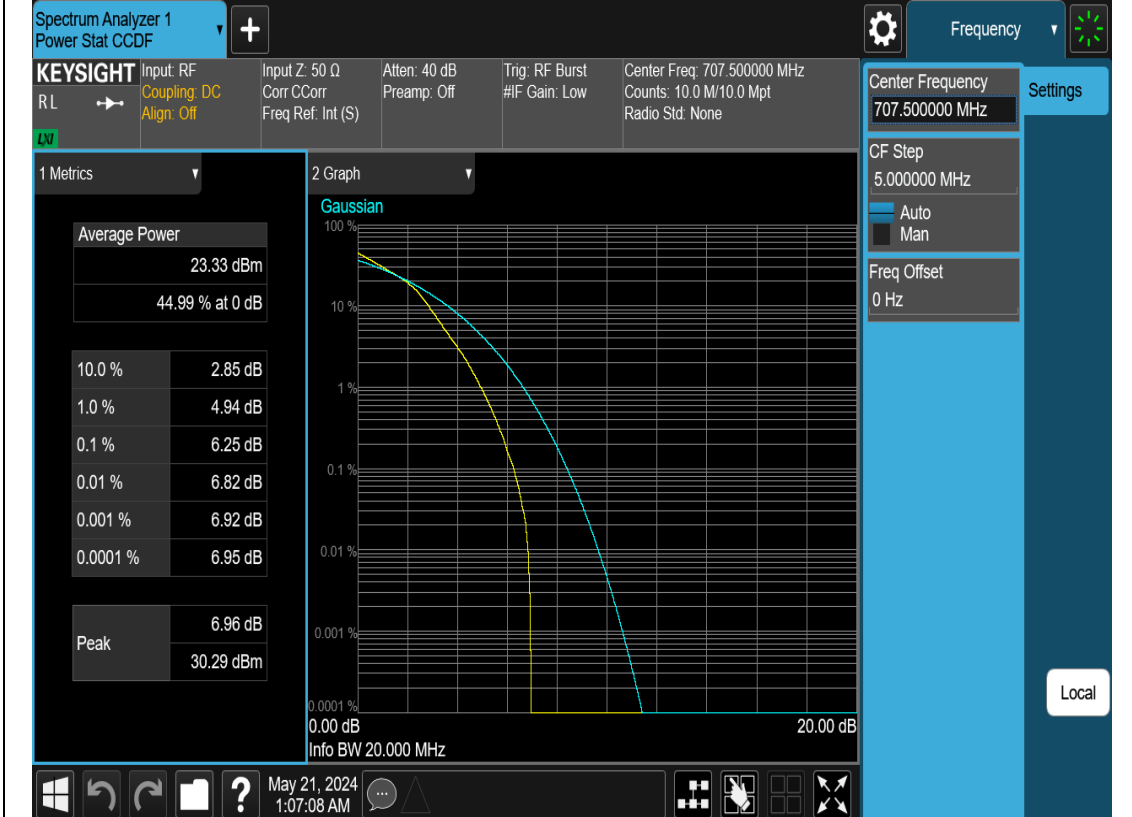 Spectrum Analyzer 1
Power Stat CCDF
+
Frequency
KEYSIGHT
RL
LXI
Input: RF
Coupling: DC
Align: Off
Input Z: 50 Ω
Corr CCorr
Freq Ref: Int (S)
Atten: 40 dB
Preamp: Off
Trig: RF Burst
#IF Gain: Low
Center Freq: 707.500000 MHz
Counts: 10.0 M/10.0 Mpt
Radio Std: None
Center Frequency
707.500000 MHz
Settings
CF Step
5.000000 MHz
Auto
Man
Freq Offset
0 Hz
Local
1 Metrics
Average Power
23.33 dBm
44.99 % at 0 dB
10.0 % 2.85 dB
1.0 % 4.94 dB
0.1 % 6.25 dB
0.01 % 6.82 dB
0.001 % 6.92 dB
0.0001 % 6.95 dB
Peak
6.96 dB
30.29 dBm
2 Graph
Gaussian
100 %
10 %
1 %
0.1 %
0.01 %
0.001 %
0.0001 %
0.00 dB 20.00 dB
Info BW 20.000 MHz
?
May 21, 2024
1:07:08 AM